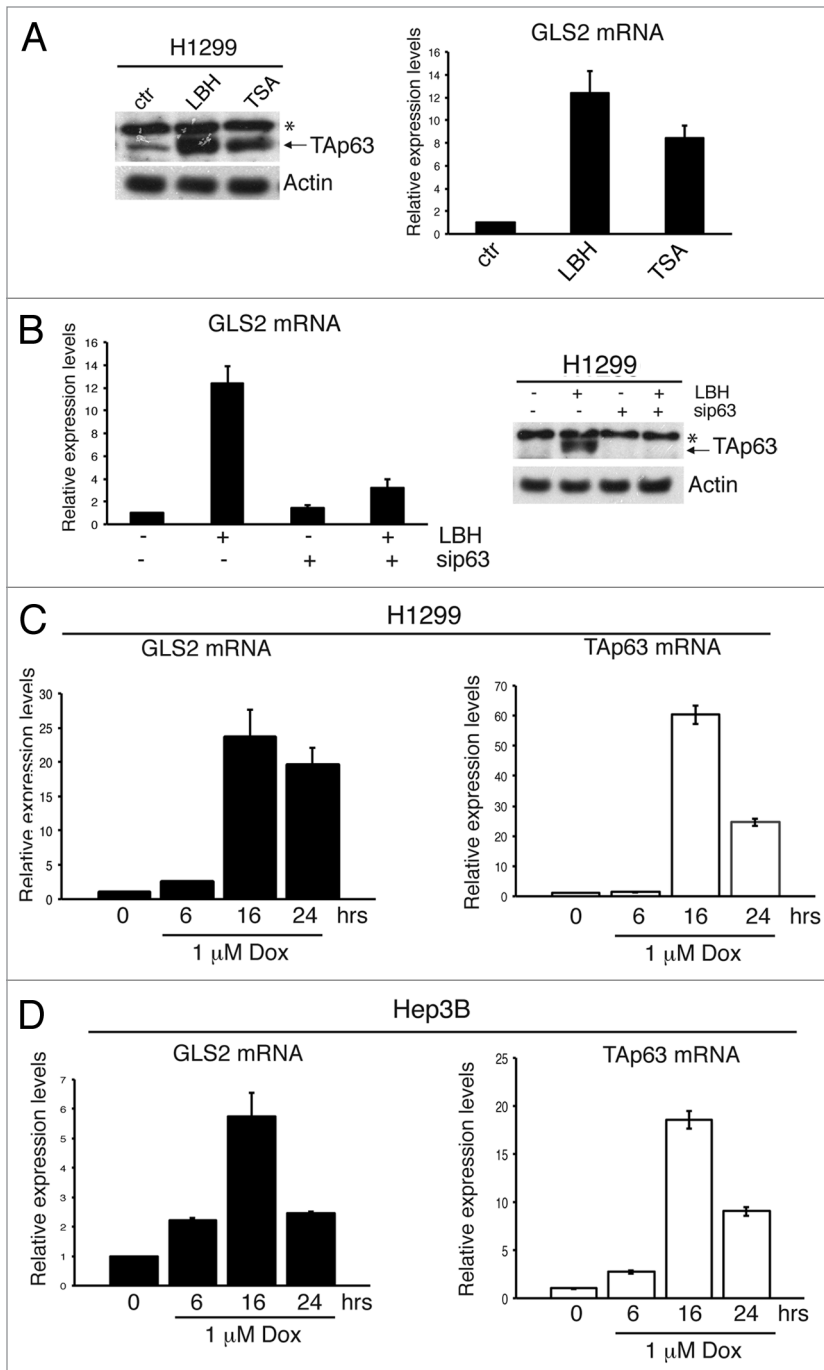 A
H1299
ctr LBH TSA
*
TAp63
Actin
GLS2 mRNA
Relative expression levels
16
14
12
10
8
6
4
2
0
ctr LBH TSA
B
GLS2 mRNA
Relative expression levels
16
14
12
10
8
6
4
2
0
- + - + LBH
- - + + sip63
H1299
- + - + LBH
- - + + sip63
*
TAp63
Actin
C
H1299
GLS2 mRNA
Relative expression levels
30
25
20
15
10
5
0
0 6 16 24 hrs
1 μM Dox
TAp63 mRNA
Relative expression levels
70
60
50
40
30
20
10
0
0 6 16 24 hrs
1 μM Dox
D
Hep3B
GLS2 mRNA
Relative expression levels
7
6
5
4
3
2
1
0
0 6 16 24 hrs
1 μM Dox
TAp63 mRNA
Relative expression levels
25
20
15
10
5
0
0 6 16 24 hrs
1 μM Dox